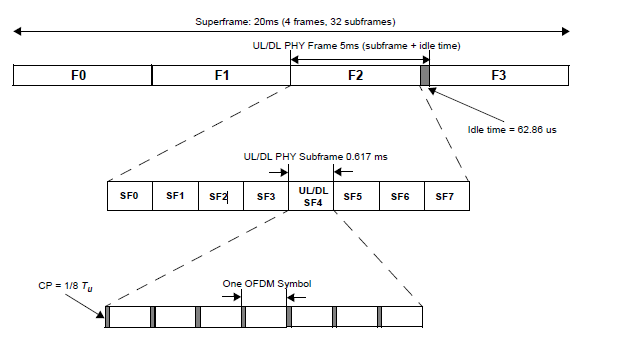 Superframe: 20ms (4 frames, 32 subframes)
UL/DL PHY Frame 5ms (subframe + idle time)
F0 F1 F2 F3
Idle time = 62.86 us
UL/DL PHY Subframe 0.617 ms
SF0 SF1 SF2 SF3 UL/DL SF4 SF5 SF6 SF7
CP = 1/8 Tu
One OFDM Symbol